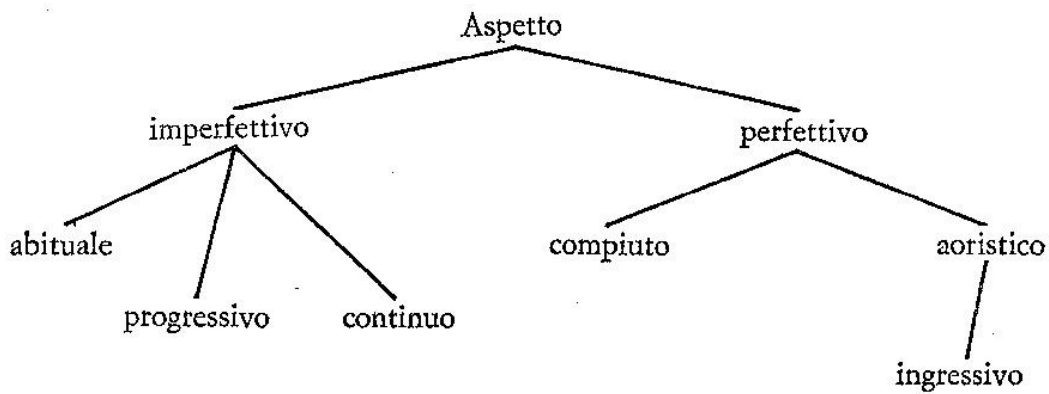 Aspetto
imperfettivo perfettivo
abituale compiuto aoristico
progressivo continuo
ingressivo